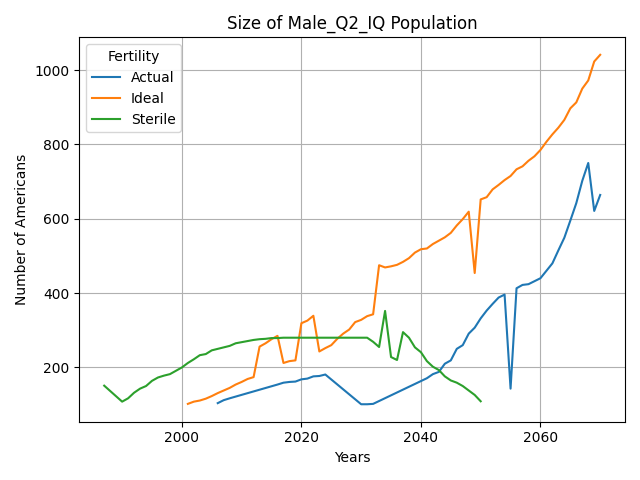 Size of Male_Q2_IQ Population
Fertility
Actual
Ideal
Sterile
Number of Americans
1000
800
600
400
200
2000
2020
2040
2060
Years